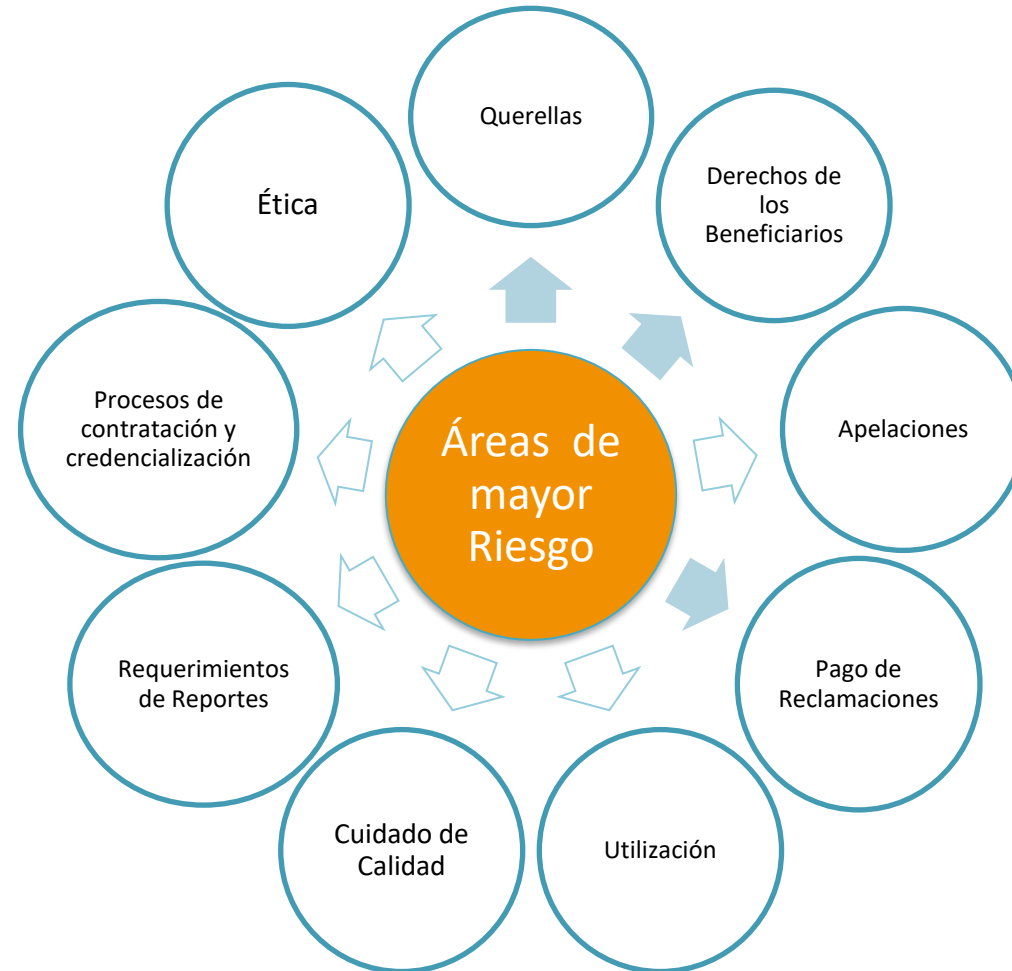 Querellas
Derechos de
los
Beneficiarios
Apelaciones
Pago de
Reclamaciones
Utilización
Cuidado de
Calidad
Requerimientos
de Reportes
Procesos de
contratación y
credencialización
Ética
Áreas de
mayor
Riesgo